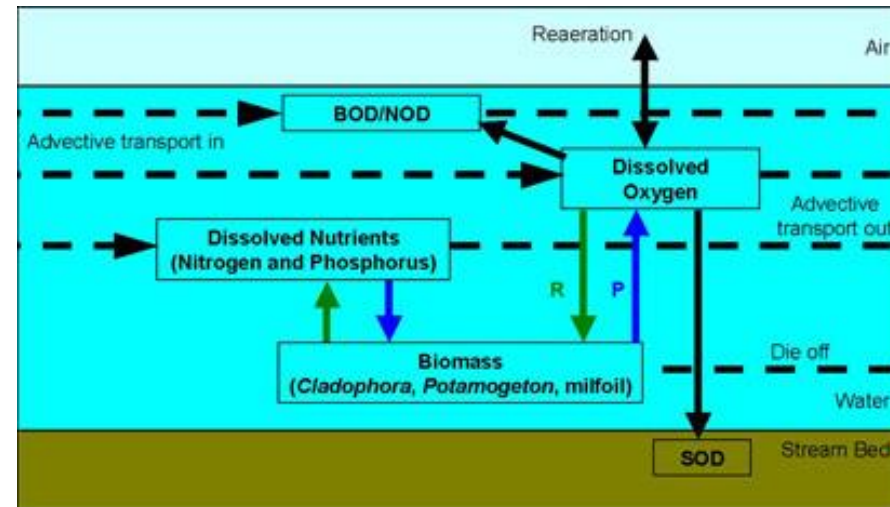 Reaeration
Air
BOD/NOD
Advective transport in
Dissolved
Oxygen
Advective
transport out
Dissolved Nutrients
(Nitrogen and Phosphorus)
R
P
Biomass
(Cladophora, Potamogeton, milfoil)
Die off
Water
Stream Bed
SOD